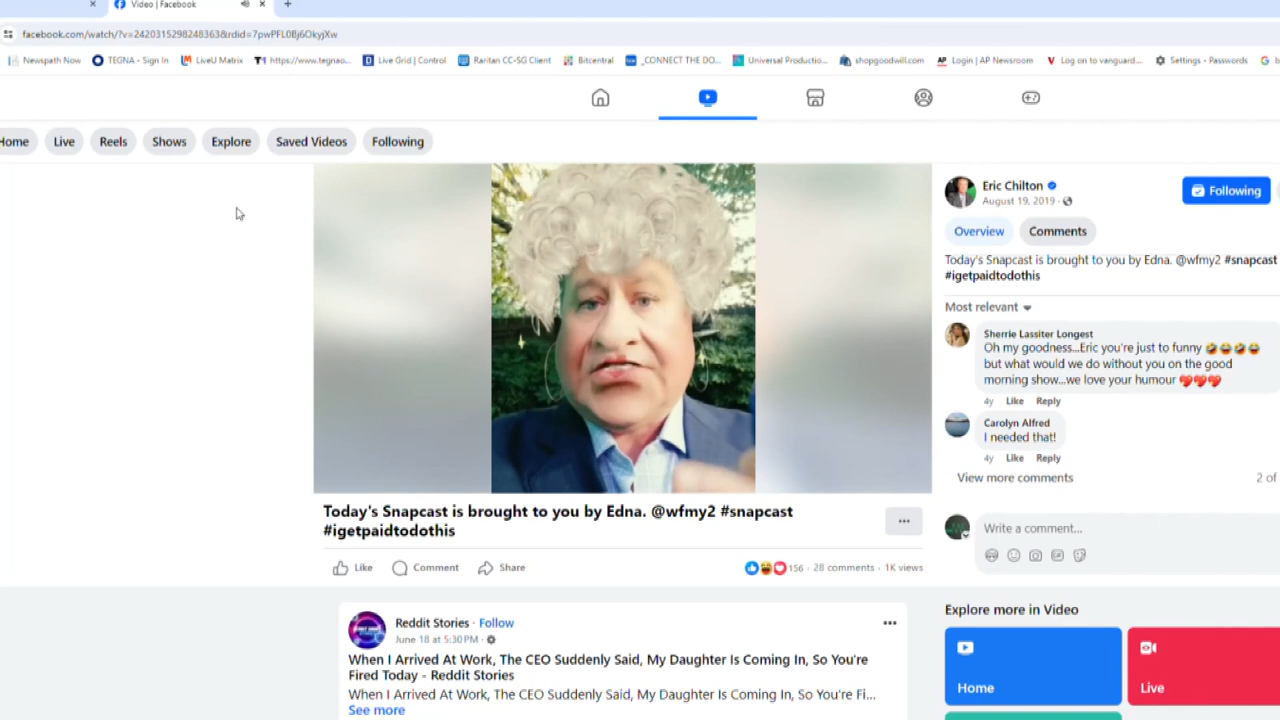 Video | Facebook
facebook.com/watch/?v=2420315298248363&rdid=7pwPFL0Bj6OkyjXw
Newspath Now
TEGNA - Sign In
LiveU Matrix
https://www.tegnao...
Live Grid | Control
Raritan CC-SG Client
Bitcentral
_CONNECT THE DO...
Universal Productio...
shopgoodwill.com
Login | AP Newsroom
Log on to vanguard...
Settings - Passwords
Home
Live
Reels
Shows
Explore
Saved Videos
Following
Eric Chilton
August 19, 2019 ·
Following
Overview
Comments
Today's Snapcast is brought to you by Edna. @wfmy2 #snapcast
#igetpaidtodothis
Most relevant
Sherrie Lassiter Longest
Oh my goodness...Eric you're just to funny 🤣😂🤣😂
but what would we do without you on the good
morning show...we love your humour ❤️❤️❤️
4y Like Reply
Carolyn Alfred
I needed that!
4y Like Reply
View more comments
2 of
Write a comment...
Today's Snapcast is brought to you by Edna. @wfmy2 #snapcast
#igetpaidtodothis
Like
Comment
Share
156 · 28 comments · 1K views
Reddit Stories · Follow
June 18 at 5:30 PM ·
When I Arrived At Work, The CEO Suddenly Said, My Daughter Is Coming In, So You're
Fired Today - Reddit Stories
When I Arrived At Work, The CEO Suddenly Said, My Daughter Is Coming In, So You're Fi...
See more
Explore more in Video
Home
Live